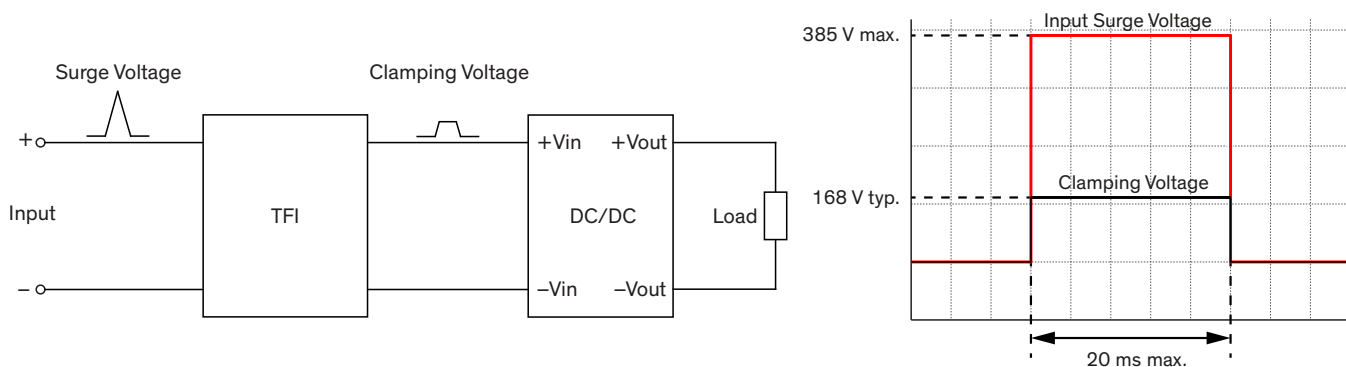 Surge Voltage
Clamping Voltage
+
+Vin
+Vout
Input
TFI
DC/DC
Load
–
–Vin
–Vout
385 V max.
Input Surge Voltage
168 V typ.
Clamping Voltage
20 ms max.